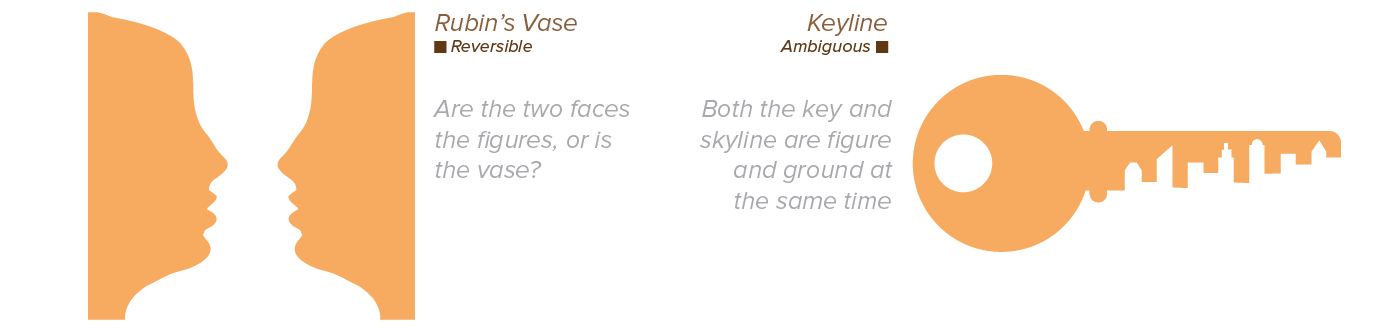 Rubin’s Vase
Reversible
Are the two faces
the figures, or is
the vase?
Keyline
Ambiguous
Both the key and
skyline are figure
and ground at
the same time